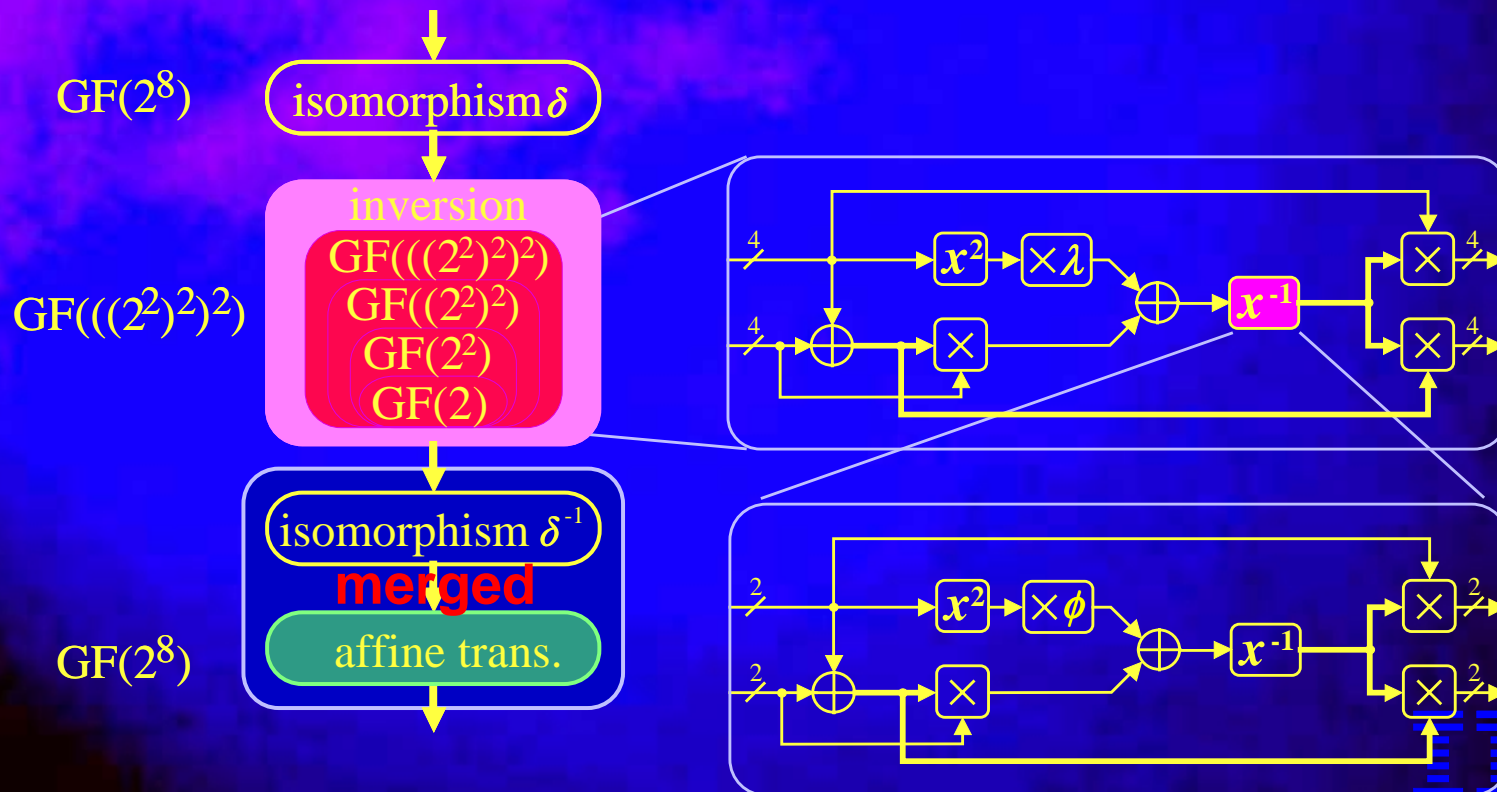 GF(2⁸)
isomorphism δ
inversion
GF(((2²)²)²)
GF((2²)²)
GF(2²)
GF(2)
GF(((2²)²)²)
isomorphism δ⁻¹
merged
affine trans.
GF(2⁸)
4
x²
×λ
x⁻¹
×
4
4
×
×
4
2
x²
×ϕ
x⁻¹
×
2
2
×
×
2